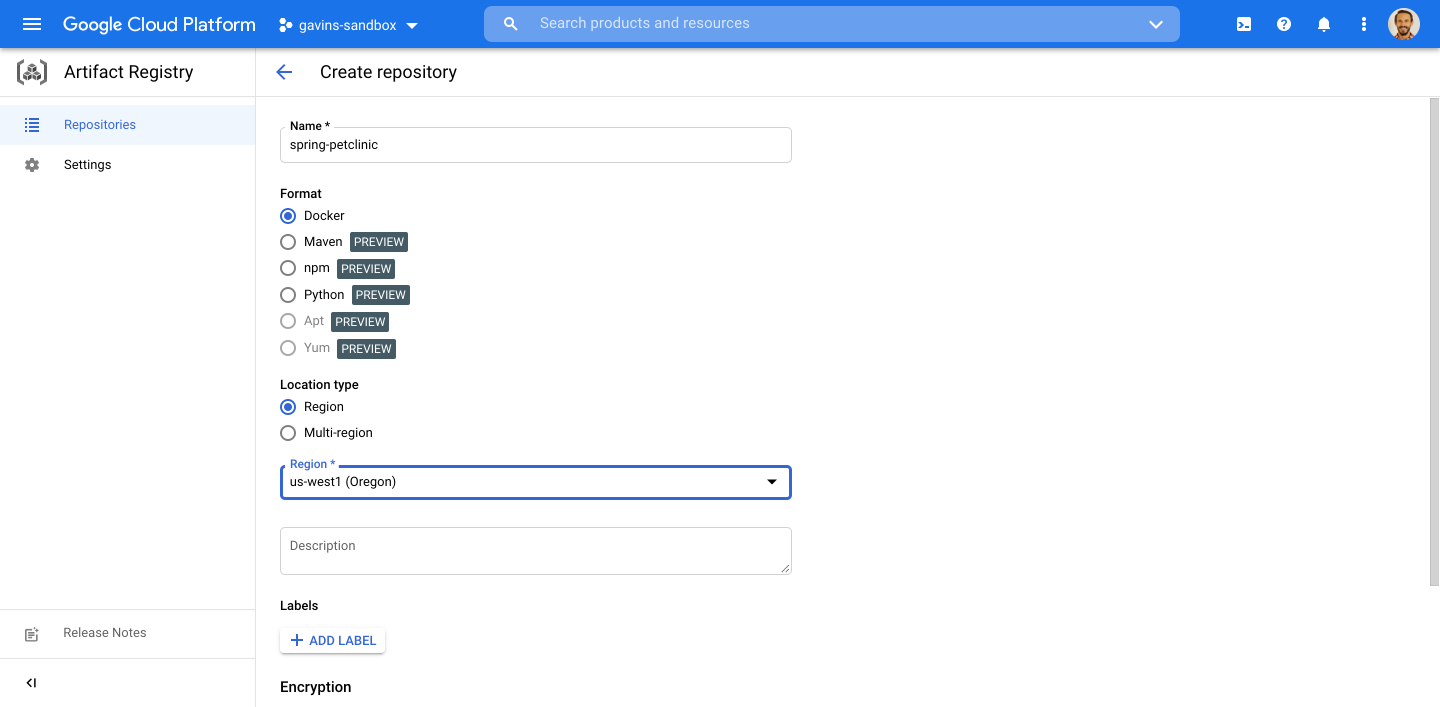 Google Cloud Platform
gavins-sandbox
Search products and resources
Artifact Registry
Create repository
Repositories
Settings
Name *
spring-petclinic
Format
Docker
Maven PREVIEW
npm PREVIEW
Python PREVIEW
Apt PREVIEW
Yum PREVIEW
Location type
Region
Multi-region
Region *
us-west1 (Oregon)
Description
Labels
ADD LABEL
Encryption
Release Notes